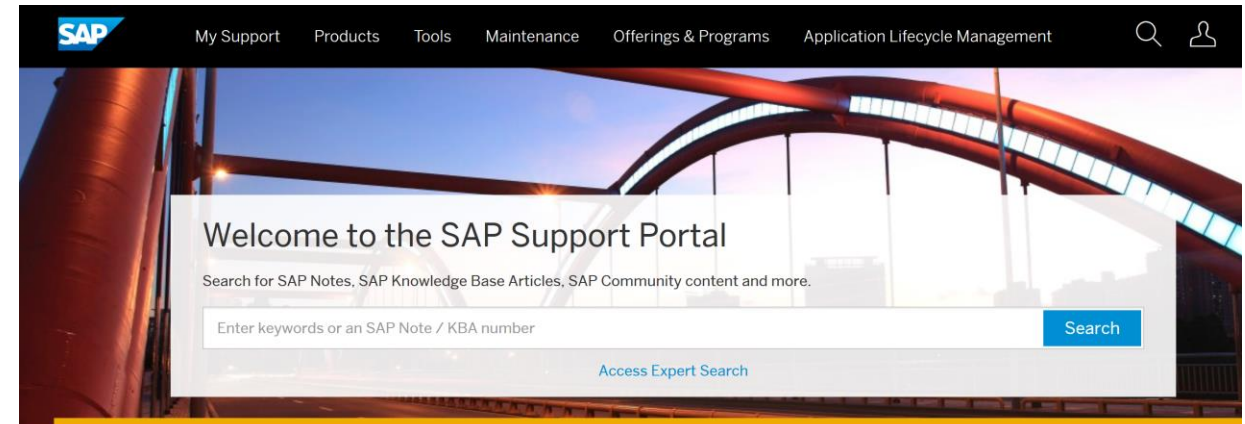 SAP
My Support Products Tools Maintenance Offerings & Programs Application Lifecycle Management
Welcome to the SAP Support Portal
Search for SAP Notes, SAP Knowledge Base Articles, SAP Community content and more.
Enter keywords or an SAP Note / KBA number
Search
Access Expert Search